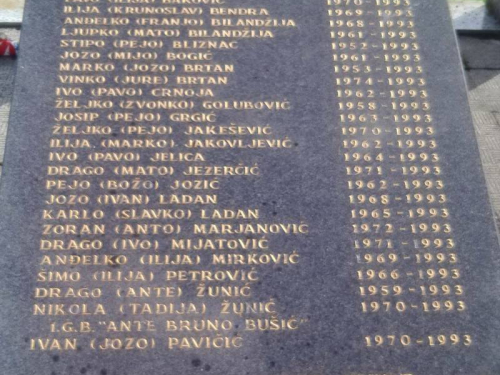 ILIJA (KRUNOSLAV) BENDRA 1969-1993
ANĐELKO (FRANJO) BILANDŽIJA 1968-1993
LJUPKO (MATO) BILANDŽIJA 1961-1993
STIPO (PEJO) BLIZNAC 1952-1993
JOZO (MIJO) BOGIĆ 1961-1993
MARKO (JOZO) BRTAN 1953-1993
VINKO (JURE) BRTAN 1974-1993
IVO (PAVO) CRNOJA 1962-1993
ŽELJKO (ZVONKO) GOLUBOVIĆ 1958-1993
JOSIP (PEJO) GRGIĆ 1963-1993
ŽELJKO (PEJO) JAKEŠEVIĆ 1970-1993
ILIJA (MARKO) JAKOVLJEVIĆ 1962-1993
IVO (PAVO) JELICA 1964-1993
DRAGO (MATO) JEZERČIĆ 1971-1993
PEJO (BOŽO) JOZIĆ 1962-1993
JOZO (IVAN) LADAN 1968-1993
KARLO (SLAVKO) LADAN 1965-1993
ZORAN (ANTO) MARJANOVIĆ 1972-1993
DRAGO (IVO) MIJATOVIĆ 1971-1993
ANĐELKO (ILIJA) MIRKOVIĆ 1969-1993
ŠIMO (ILIJA) PETROVIĆ 1966-1993
DRAGO (ANTE) ŽUNIĆ 1959-1993
NIKOLA (TADIJA) ŽUNIĆ 1970-1993
1.G.B. "ANTE BRUNO BUŠIĆ"
IVAN (JOZO) PAVIČIĆ 1970-1993